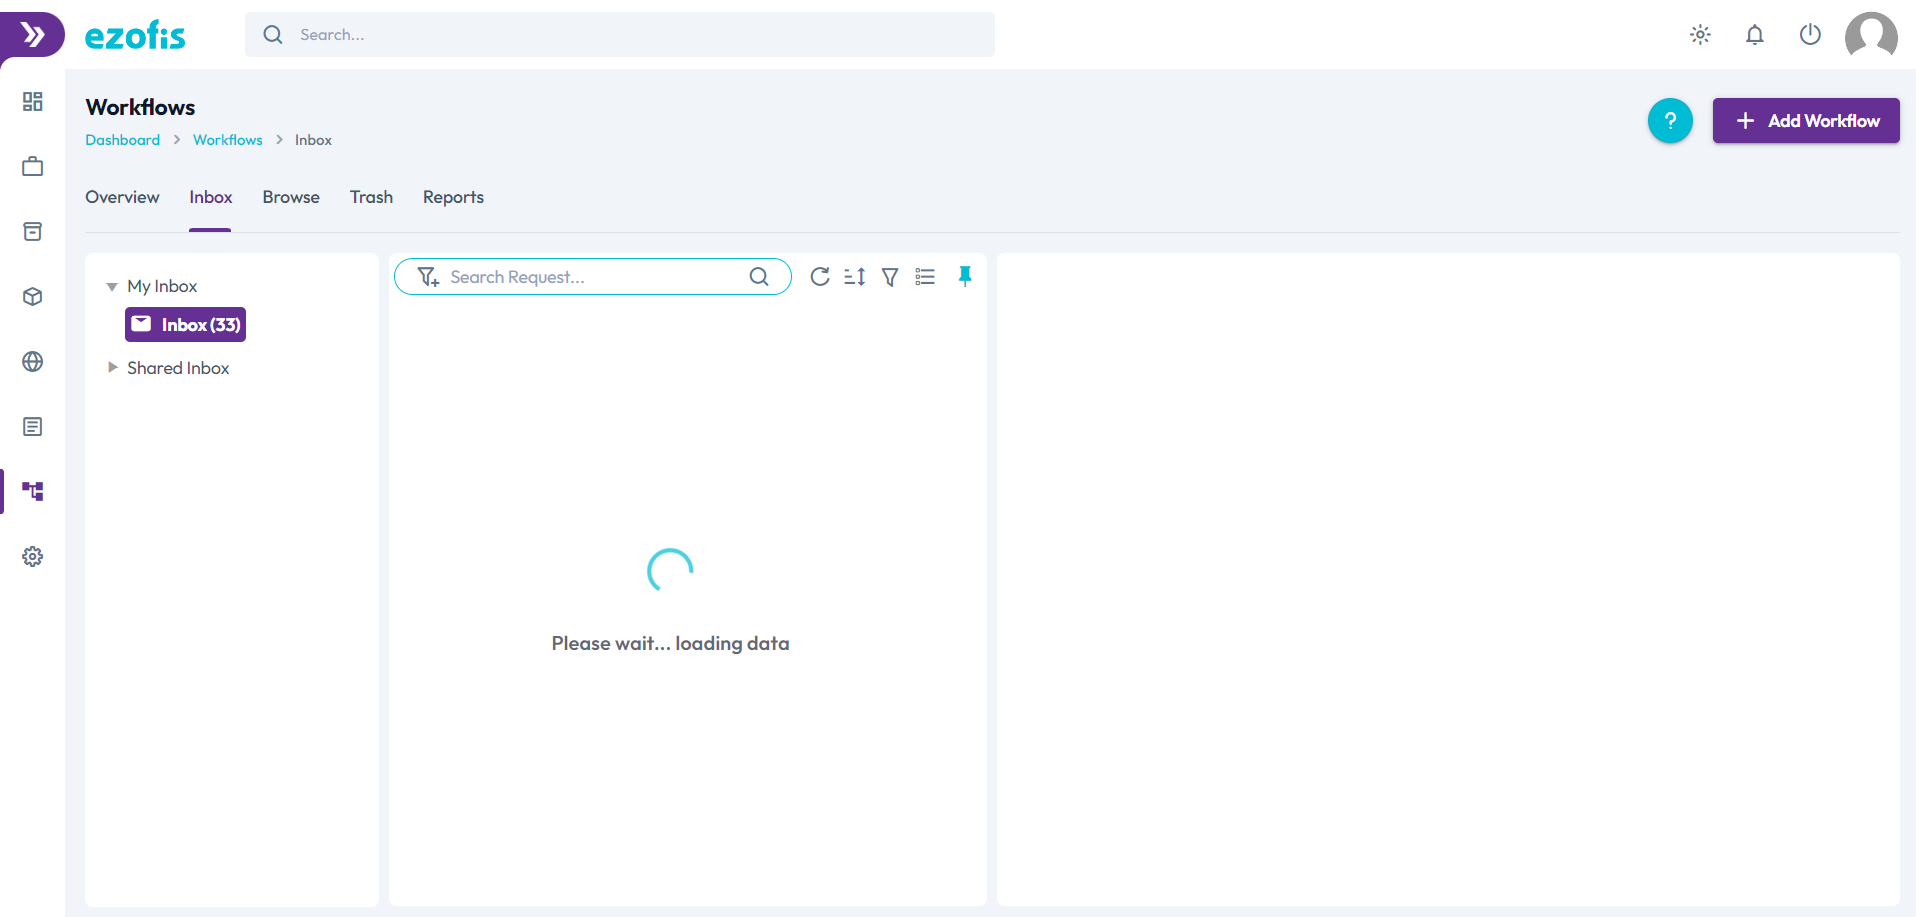 ezofis
Search...
Workflows
Dashboard > Workflows > Inbox
?
+ Add Workflow
Overview Inbox Browse Trash Reports
My Inbox
Inbox (33)
Shared Inbox
Search Request...
Please wait... loading data